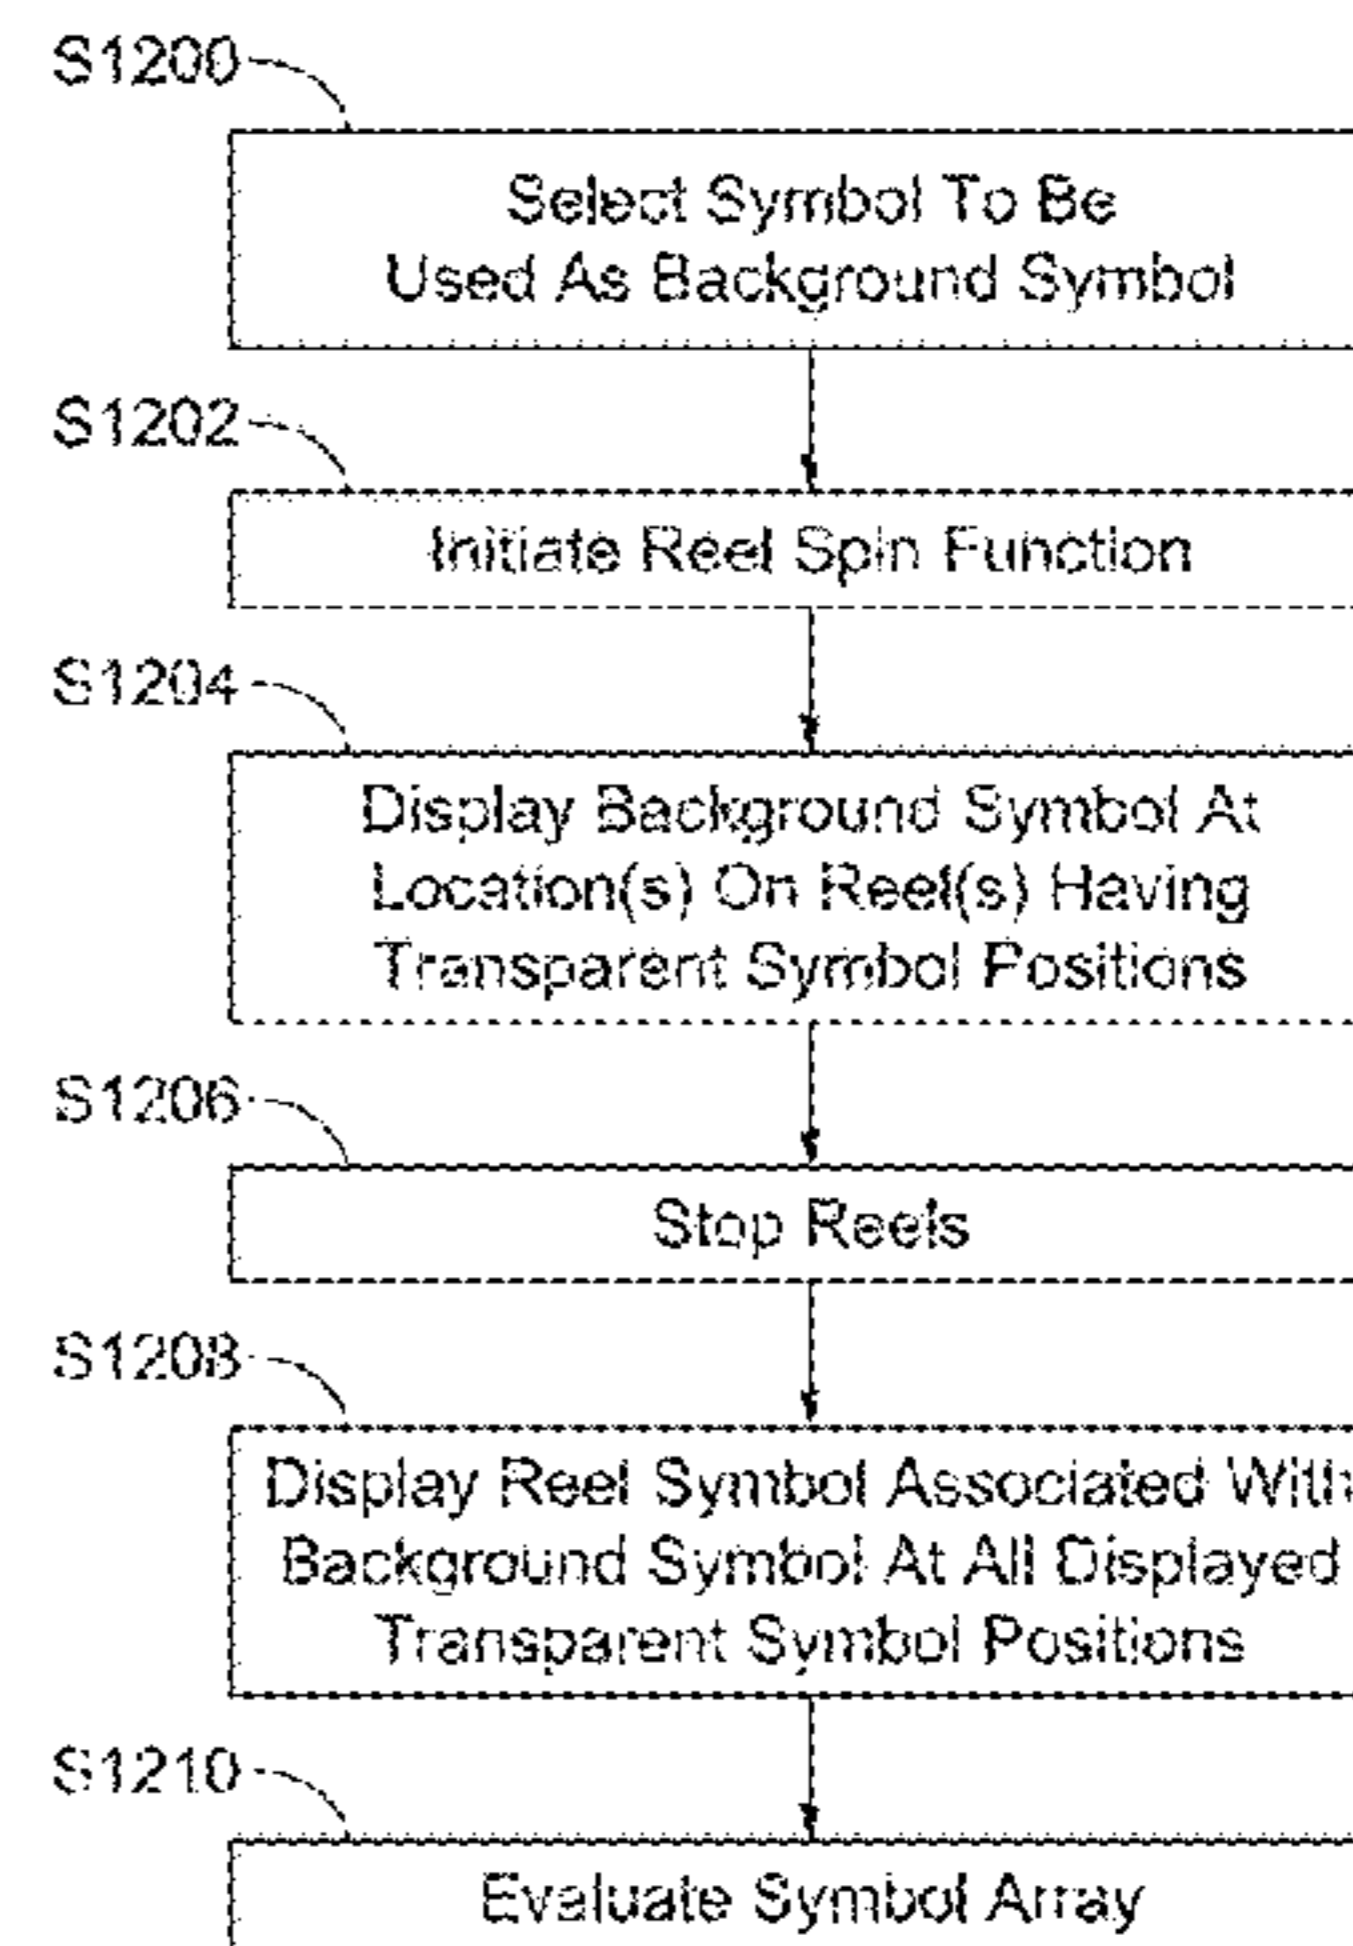 S1200
Select Symbol To Be
Used As Background Symbol
S1202
Initiate Reel Spin Function
S1204
Display Background Symbol At
Location(s) On Reel(s) Having
Transparent Symbol Positions
S1206
Stop Reels
S1208
Display Reel Symbol Associated With
Background Symbol At All Displayed
Transparent Symbol Positions
S1210
Evaluate Symbol Array